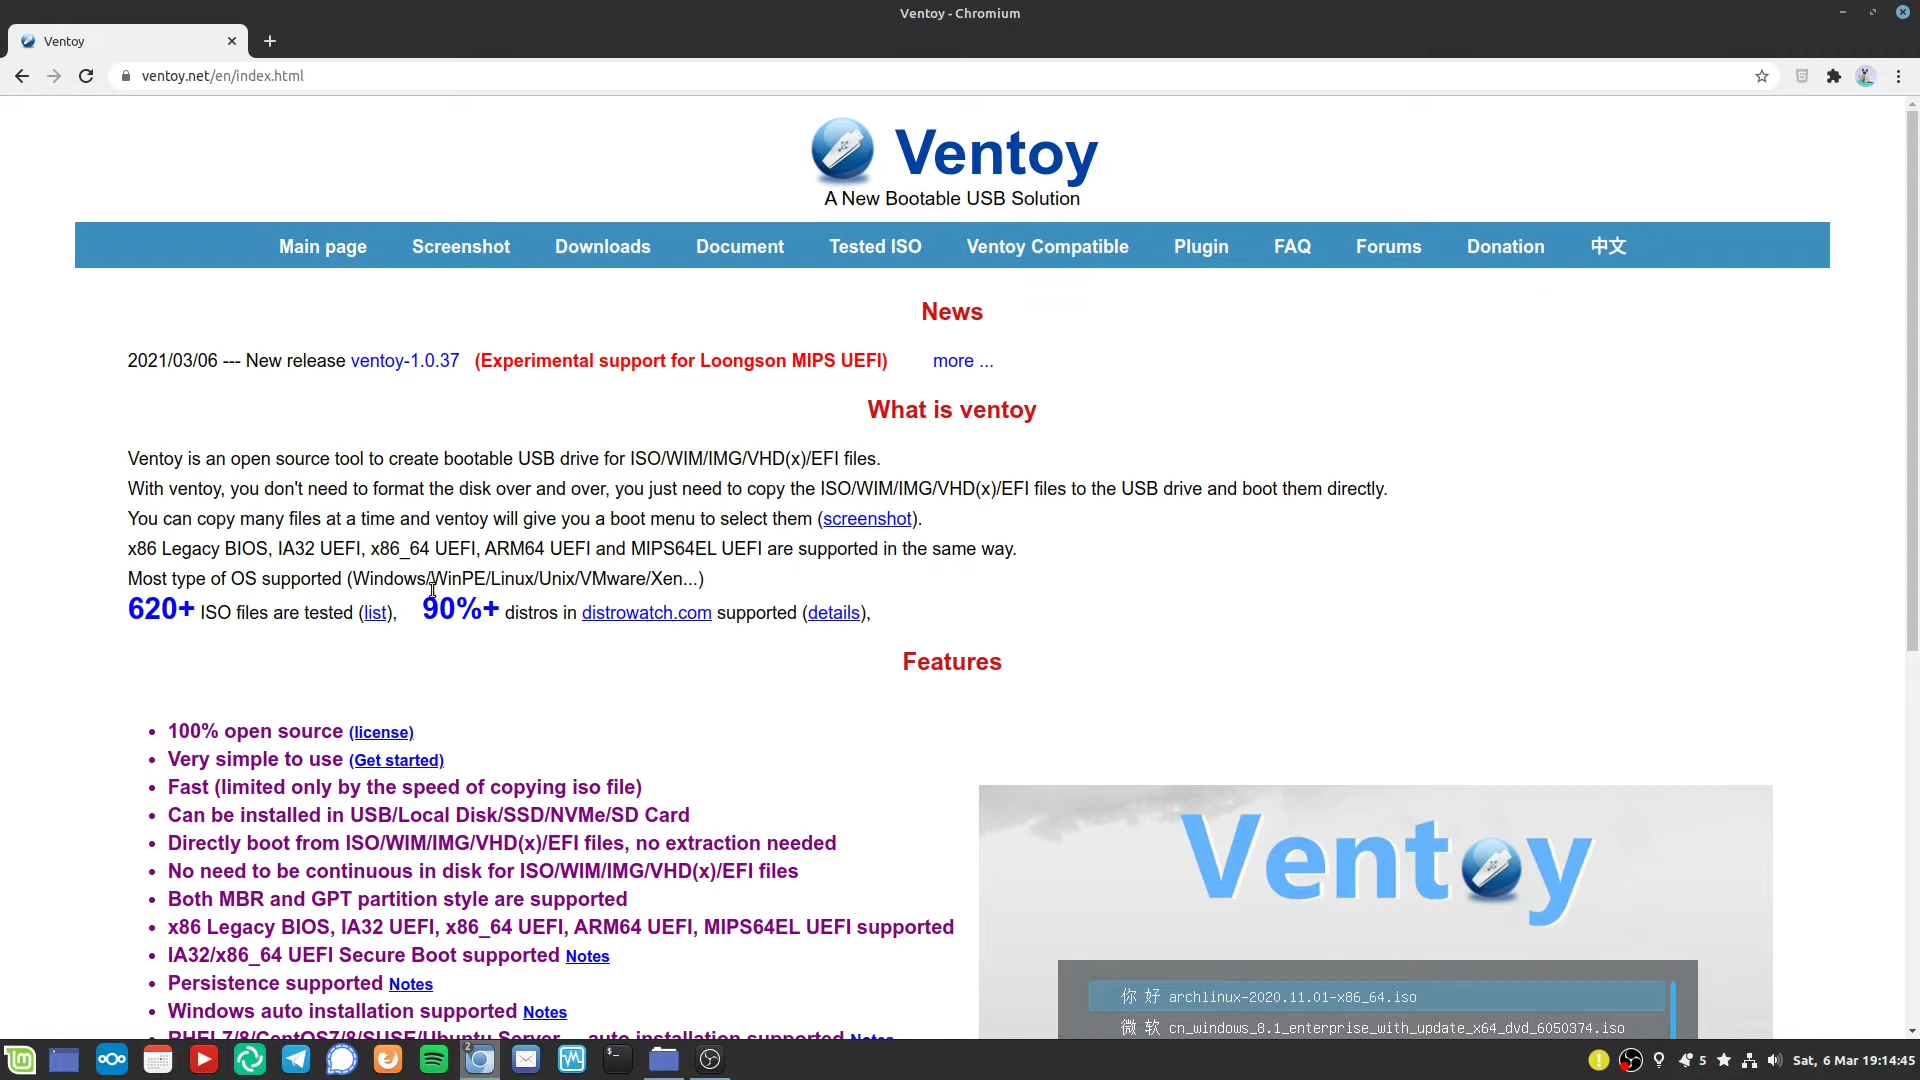 Ventoy - Chromium
Ventoy
ventoy.net/en/index.html
Ventoy
A New Bootable USB Solution
Main page Screenshot Downloads Document Tested ISO Ventoy Compatible Plugin FAQ Forums Donation 中文
News
2021/03/06 --- New release ventoy-1.0.37 (Experimental support for Loongson MIPS UEFI) more ...
What is ventoy
Ventoy is an open source tool to create bootable USB drive for ISO/WIM/IMG/VHD(x)/EFI files.
With ventoy, you don't need to format the disk over and over, you just need to copy the ISO/WIM/IMG/VHD(x)/EFI files to the USB drive and boot them directly.
You can copy many files at a time and ventoy will give you a boot menu to select them (screenshot).
x86 Legacy BIOS, IA32 UEFI, x86_64 UEFI, ARM64 UEFI and MIPS64EL UEFI are supported in the same way.
Most type of OS supported (Windows/WinPE/Linux/Unix/VMware/Xen...)
620+ ISO files are tested (list), 90%+ distros in distrowatch.com supported (details),
Features
100% open source (license)
Very simple to use (Get started)
Fast (limited only by the speed of copying iso file)
Can be installed in USB/Local Disk/SSD/NVMe/SD Card
Directly boot from ISO/WIM/IMG/VHD(x)/EFI files, no extraction needed
No need to be continuous in disk for ISO/WIM/IMG/VHD(x)/EFI files
Both MBR and GPT partition style are supported
x86 Legacy BIOS, IA32 UEFI, x86_64 UEFI, ARM64 UEFI, MIPS64EL UEFI supported
IA32/x86_64 UEFI Secure Boot supported Notes
Persistence supported Notes
Windows auto installation supported Notes
RHEL7/8/CentOS7/8/SUSE/Ubuntu Server ... auto installation supported Notes
Ventoy
你 好 archlinux-2020.11.01-x86_64.iso
微 软 cn_windows_8.1_enterprise_with_update_x64_dvd_6050374.iso
2
5
Sat, 6 Mar 19:14:45